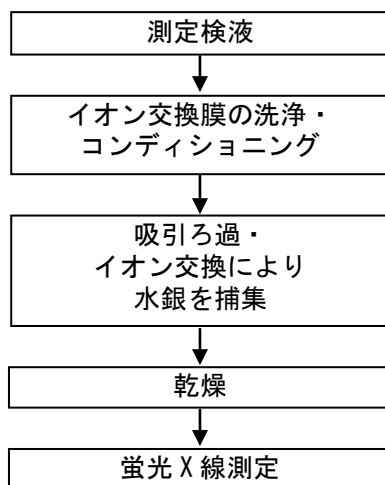 測定検液
イオン交換膜の洗浄・
コンディショニング
吸引ろ過・
イオン交換により
水銀を捕集
乾燥
蛍光X線測定